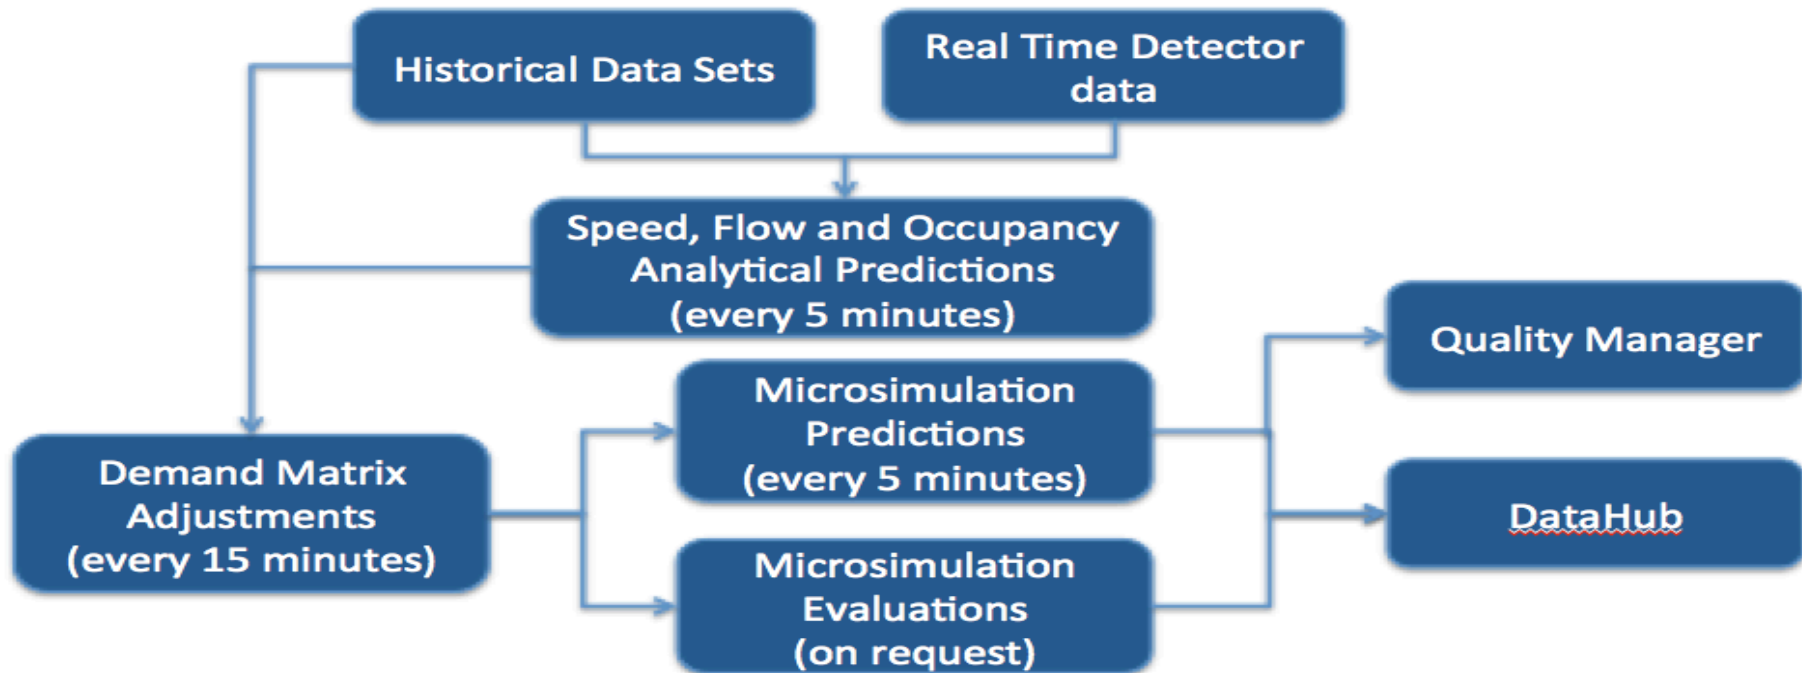 Historical Data Sets
Real Time Detector
data
Speed, Flow and Occupancy
Analytical Predictions
(every 5 minutes)
Quality Manager
Microsimulation
Predictions
(every 5 minutes)
Demand Matrix
Adjustments
(every 15 minutes)
DataHub
Microsimulation
Evaluations
(on request)